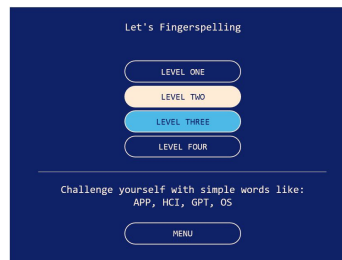 Let's Fingerspelling
LEVEL ONE
LEVEL TWO
LEVEL THREE
LEVEL FOUR
Challenge yourself with simple words like:
APP, HCI, GPT, OS
MENU